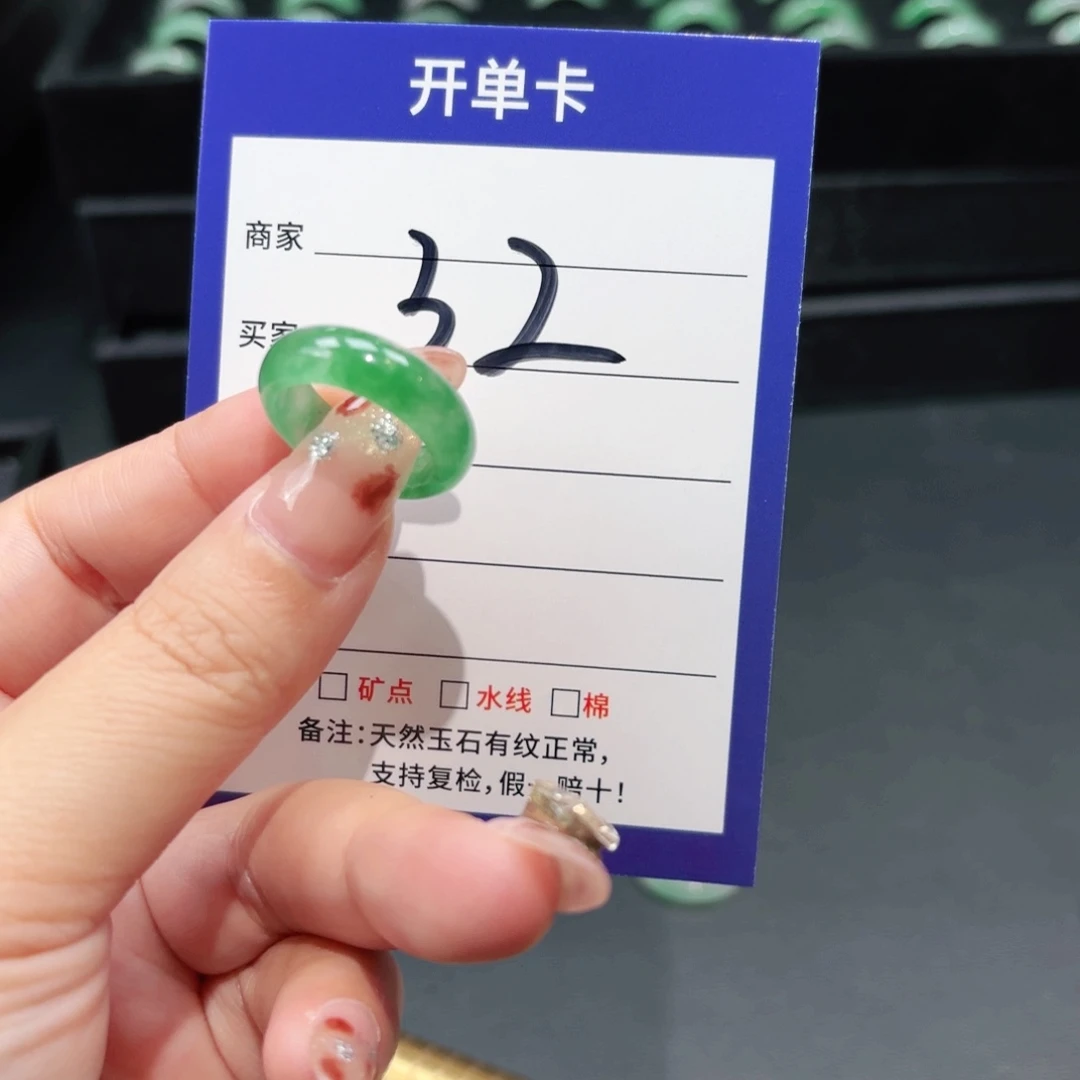 开单卡
商家
32
买家
□ 矿点 □ 水线 □棉
备注:天然玉石有纹正常,
支持复检,假一赔十!